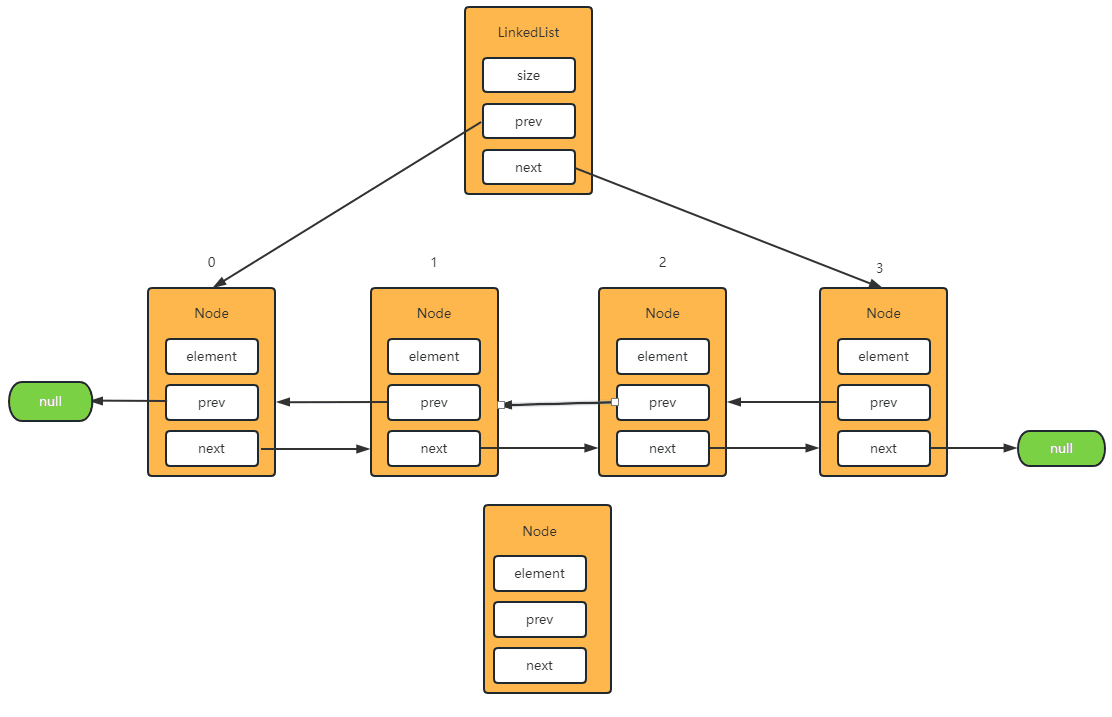 LinkedList
size
prev
next
0
1
2
3
Node
Node
Node
Node
element
element
element
element
null
prev
prev
prev
prev
next
next
next
next
null
Node
element
prev
next